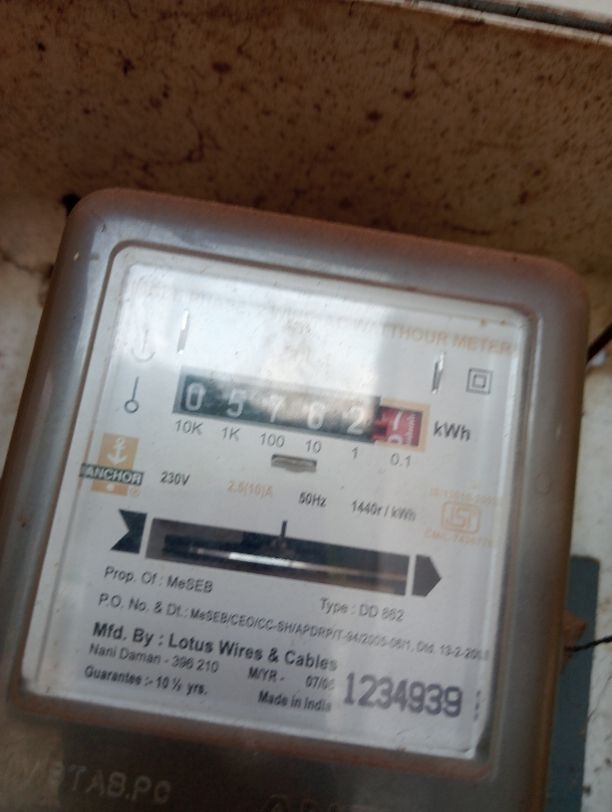 WATTHOUR METER
0 5 7 6 2
kWh
10K 1K 100 10 1 0.1
ANCHOR
230V 2.5(10)A 50Hz 1440r / kWh
Prop. Of : MeSEB
Type : DD 862
P.O. No. & Dt.: MeSEB/CEO/CC-SH/APDRP/T-94/2005-06/1, Dtd. 13-2-
Mfd. By : Lotus Wires & Cables
Nani Daman - 396 210
M/YR - 07/06
Guarantee :- 10 ½ yrs.
Made in India
1234939